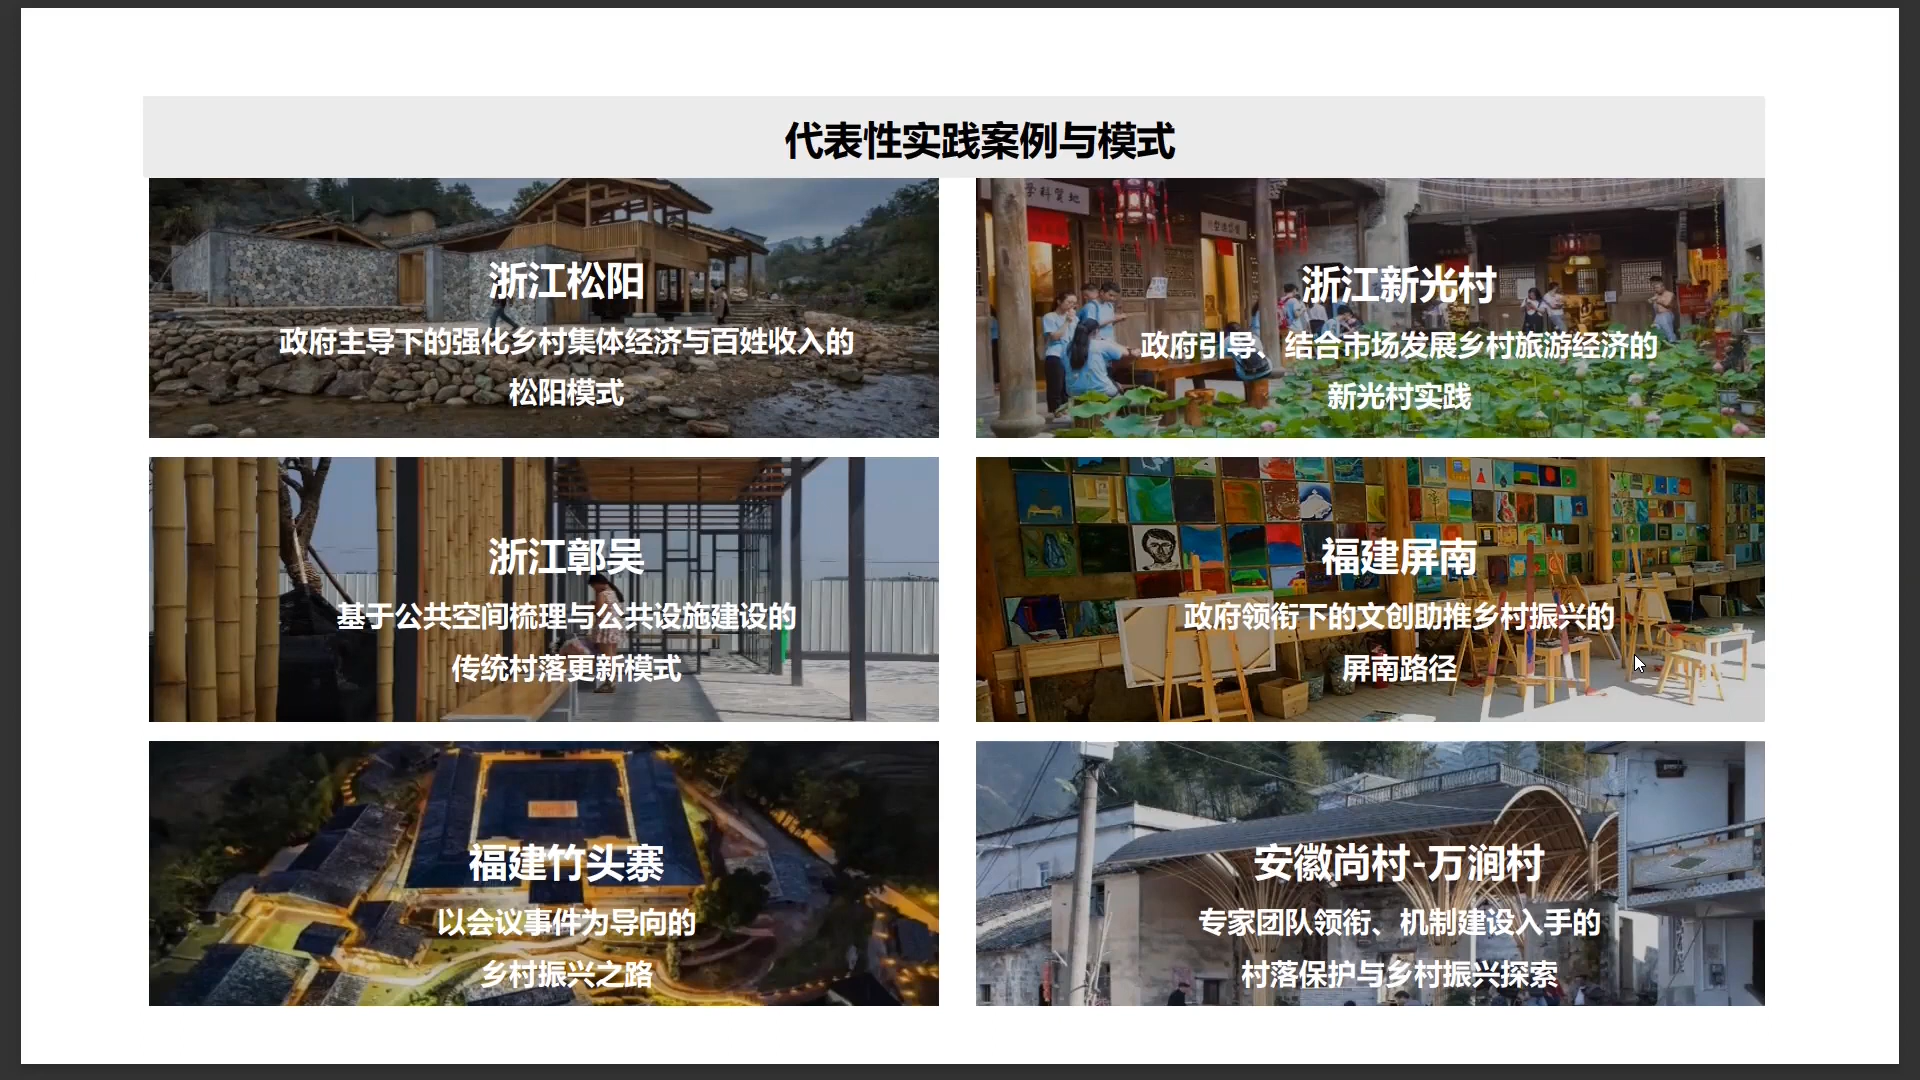 代表性实践案例与模式
浙江松阳
政府主导下的强化乡村集体经济与百姓收入的
松阳模式
浙江新光村
政府引导、结合市场发展乡村旅游经济的
新光村实践
浙江鄣吴
基于公共空间梳理与公共设施建设的
传统村落更新模式
福建屏南
政府领衔下的文创助推乡村振兴的
屏南路径
福建竹头寨
以会议事件为导向的
乡村振兴之路
安徽尚村-万涧村
专家团队领衔、机制建设入手的
村落保护与乡村振兴探索